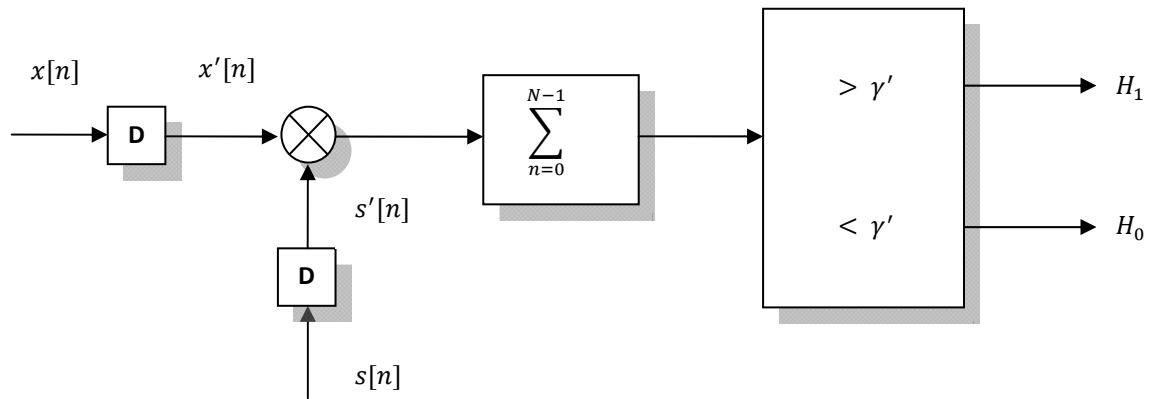 x[n]
x′[n]
D
s′[n]
D
s[n]
N−1
∑
n=0
> γ′
< γ′
H₁
H₀